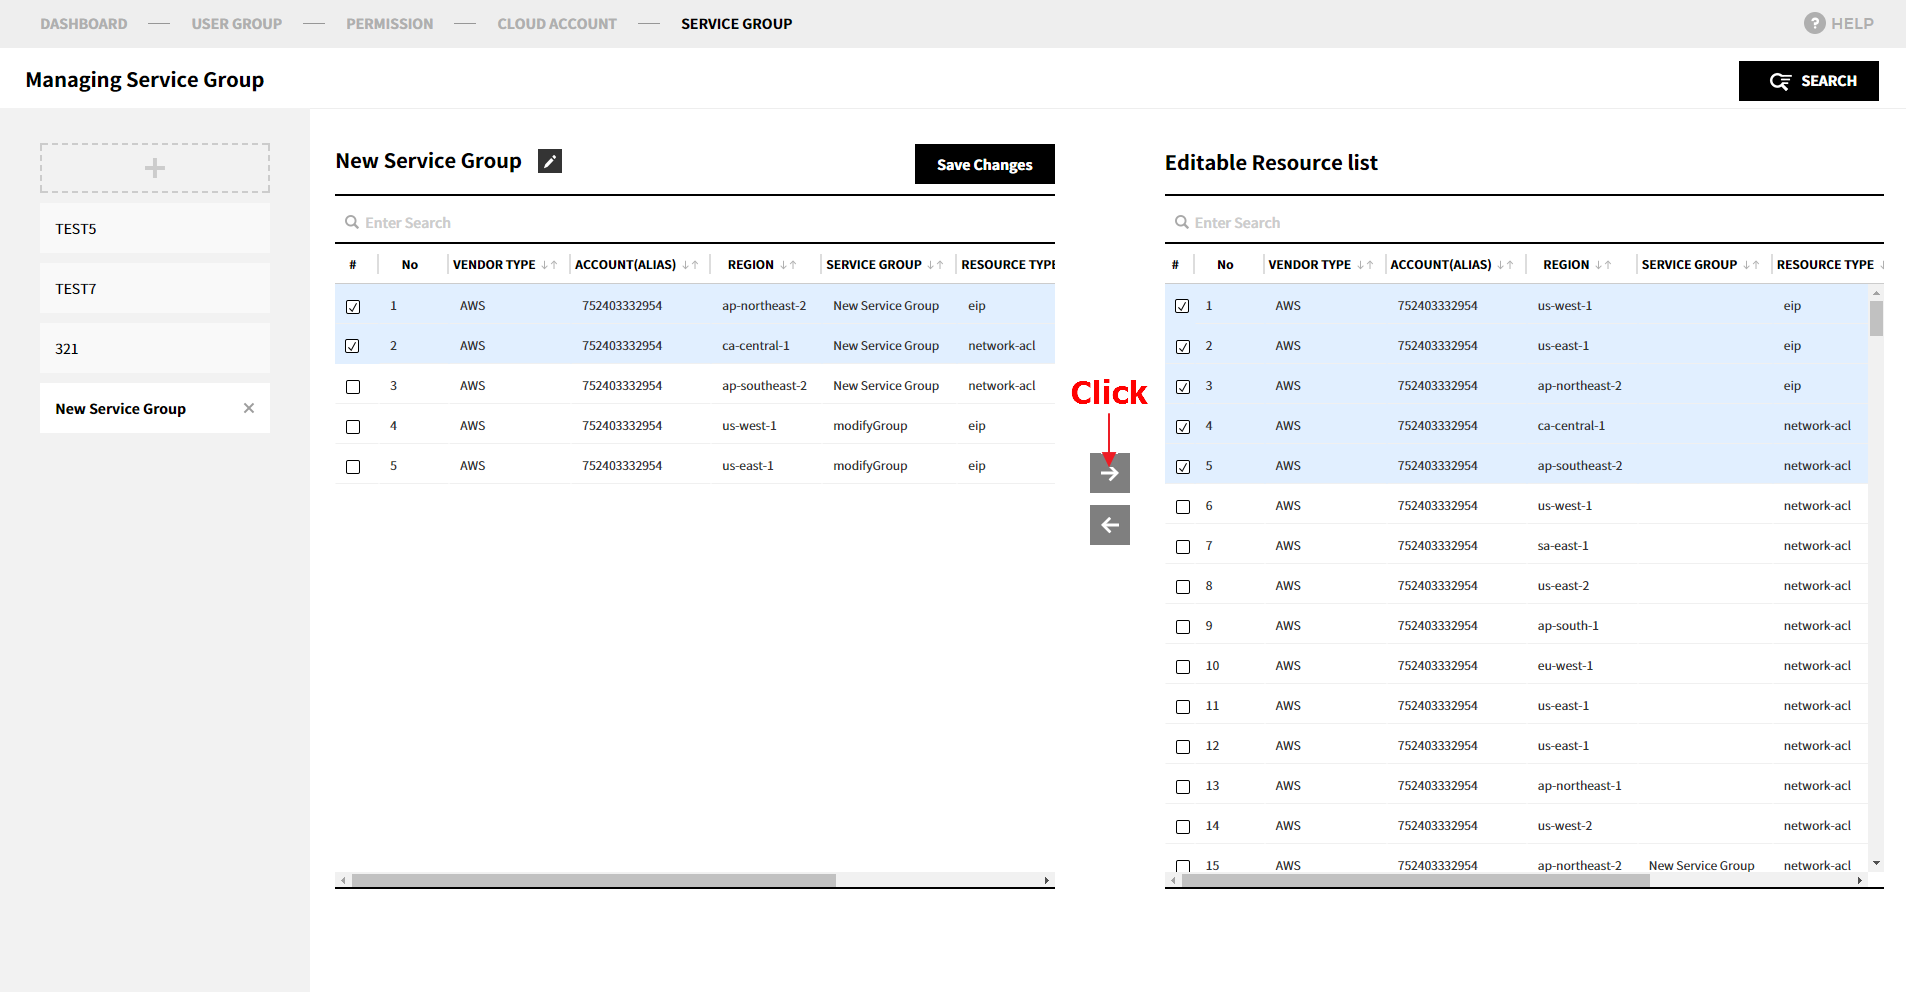 DASHBOARD — USER GROUP — PERMISSION — CLOUD ACCOUNT — SERVICE GROUP ? HELP
Managing Service Group SEARCH
TEST5
TEST7
321
New Service Group ×
New Service Group Save Changes
Enter Search
# No VENDOR TYPE ↓↑ ACCOUNT(ALIAS) ↓↑ REGION ↓↑ SERVICE GROUP ↓↑ RESOURCE TYPE
1 AWS 752403332954 ap-northeast-2 New Service Group eip
2 AWS 752403332954 ca-central-1 New Service Group network-acl
3 AWS 752403332954 ap-southeast-2 New Service Group network-acl
4 AWS 752403332954 us-west-1 modifyGroup eip
5 AWS 752403332954 us-east-1 modifyGroup eip
Click
Editable Resource list
Enter Search
# No VENDOR TYPE ↓↑ ACCOUNT(ALIAS) ↓↑ REGION ↓↑ SERVICE GROUP ↓↑ RESOURCE TYPE ↓
1 AWS 752403332954 us-west-1 eip
2 AWS 752403332954 us-east-1 eip
3 AWS 752403332954 ap-northeast-2 eip
4 AWS 752403332954 ca-central-1 network-acl
5 AWS 752403332954 ap-southeast-2 network-acl
6 AWS 752403332954 us-west-1 network-acl
7 AWS 752403332954 sa-east-1 network-acl
8 AWS 752403332954 us-east-2 network-acl
9 AWS 752403332954 ap-south-1 network-acl
10 AWS 752403332954 eu-west-1 network-acl
11 AWS 752403332954 us-east-1 network-acl
12 AWS 752403332954 us-east-1 network-acl
13 AWS 752403332954 ap-northeast-1 network-acl
14 AWS 752403332954 us-west-2 network-acl
15 AWS 752403332954 ap-northeast-2 New Service Group network-acl